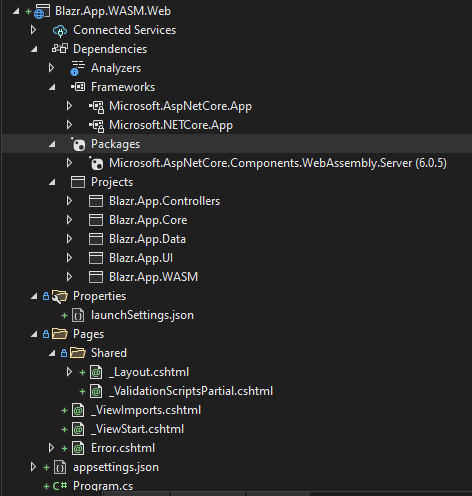 Blazr.App.WASM.Web
Connected Services
Dependencies
Analyzers
Frameworks
Microsoft.AspNetCore.App
Microsoft.NETCore.App
Packages
Microsoft.AspNetCore.Components.WebAssembly.Server (6.0.5)
Projects
Blazr.App.Controllers
Blazr.App.Core
Blazr.App.Data
Blazr.App.UI
Blazr.App.WASM
Properties
launchSettings.json
Pages
Shared
_Layout.cshtml
_ValidationScriptsPartial.cshtml
_ViewImports.cshtml
_ViewStart.cshtml
Error.cshtml
appsettings.json
C# Program.cs